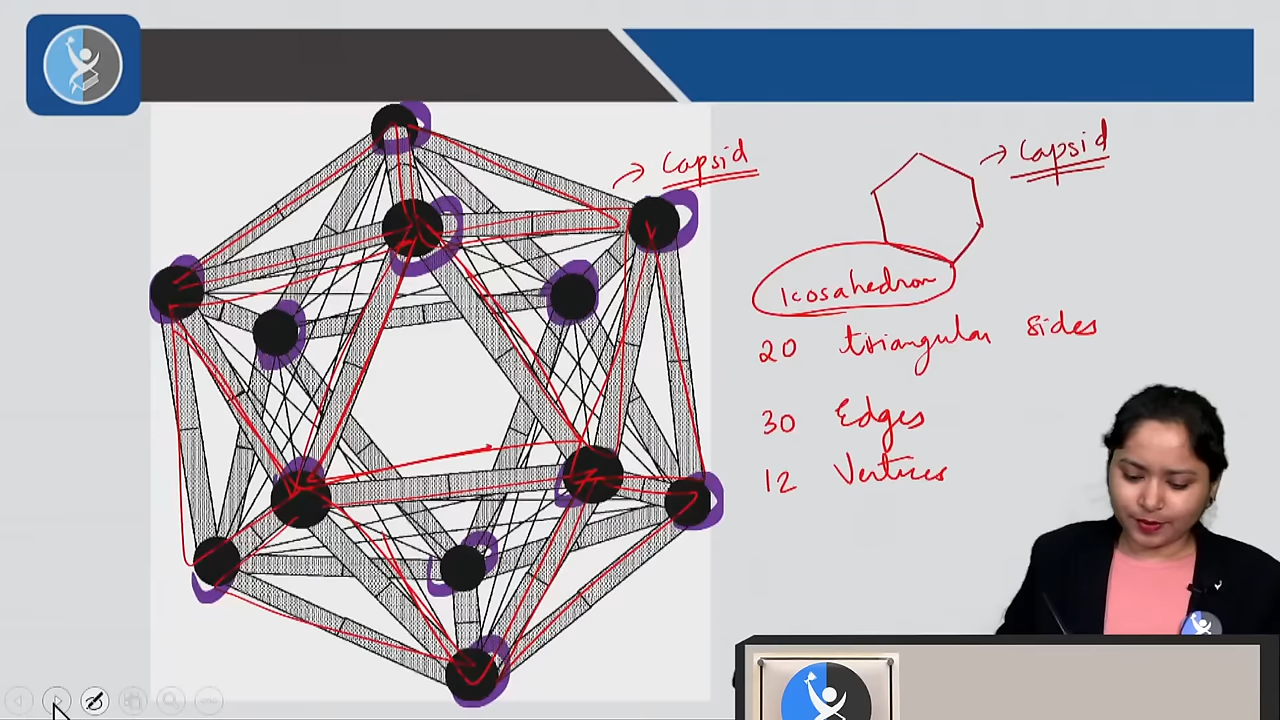 → Capsid
→ Capsid
Icosahedron
20 triangular sides
30 Edges
12 Vertices